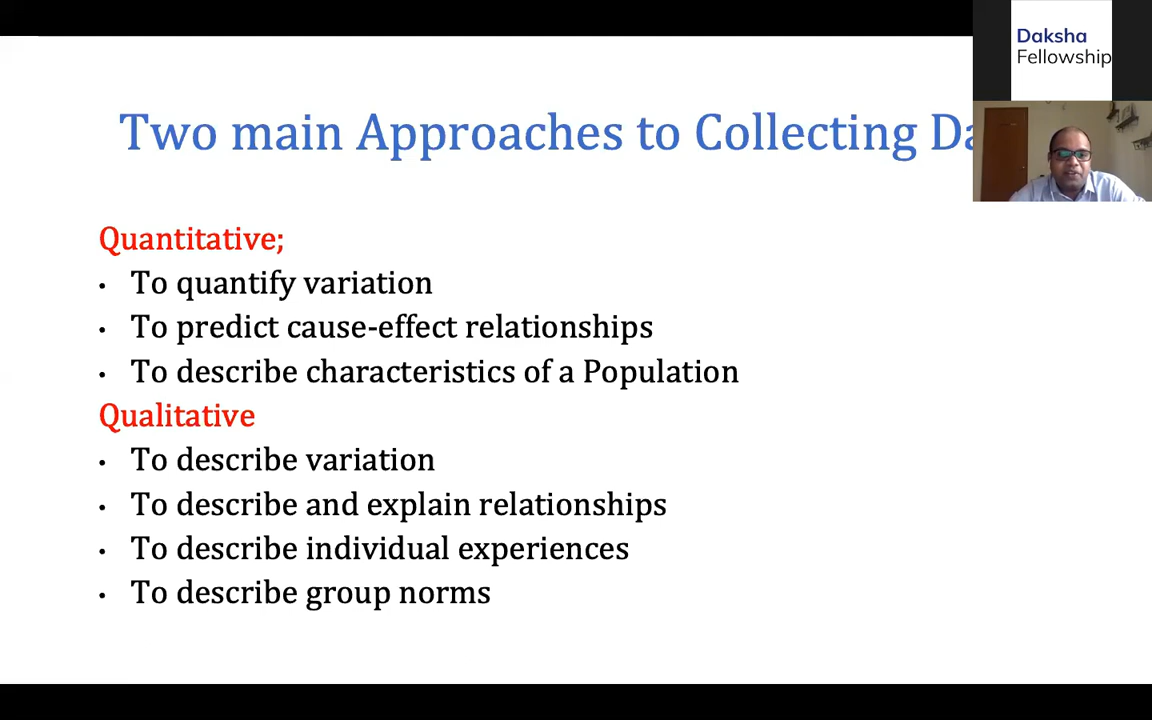 Daksha
Fellowship
Two main Approaches to Collecting
Quantitative;
• To quantify variation
• To predict cause-effect relationships
• To describe characteristics of a Population
Qualitative
• To describe variation
• To describe and explain relationships
• To describe individual experiences
• To describe group norms